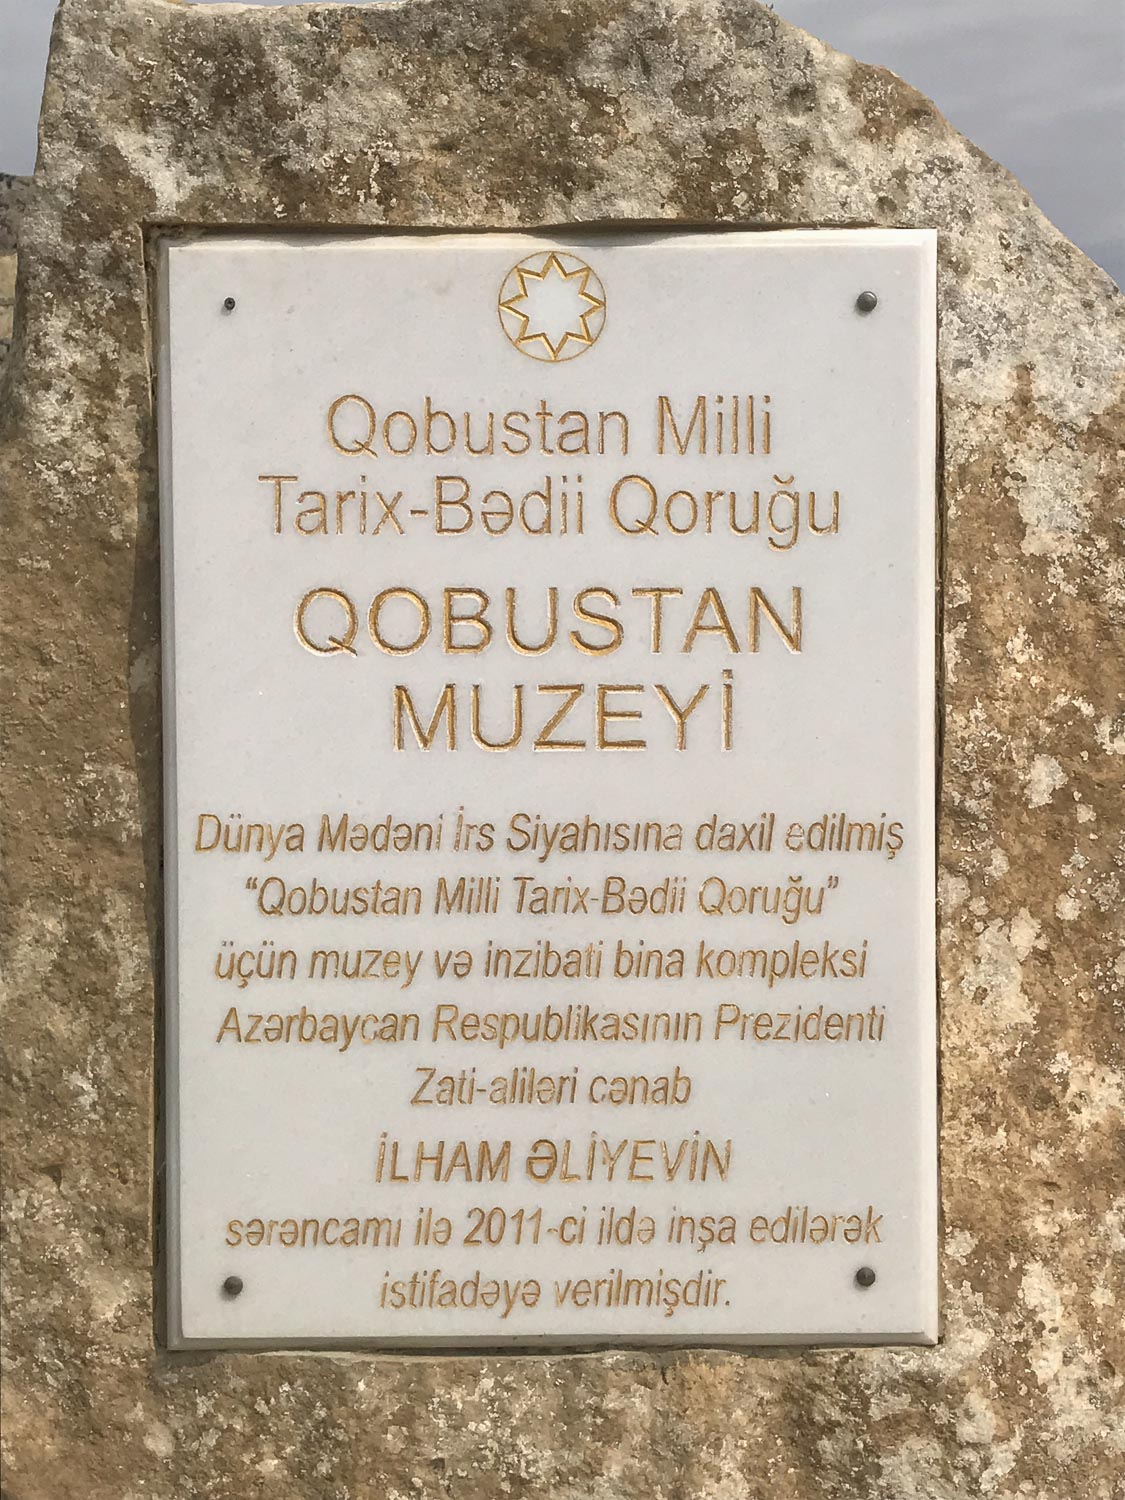 Qobustan Milli
Tarix-Bədii Qoruğu
QOBUSTAN
MUZEYİ
Dünya Mədəni İrs Siyahısına daxil edilmiş
“Qobustan Milli Tarix-Bədii Qoruğu”
üçün muzey və inzibati bina kompleksi
Azərbaycan Respublikasının Prezidenti
Zati-aliləri cənab
İLHAM ƏLİYEVİN
sərəncamı ilə 2011-ci ildə inşa edilərək
istifadəyə verilmişdir.